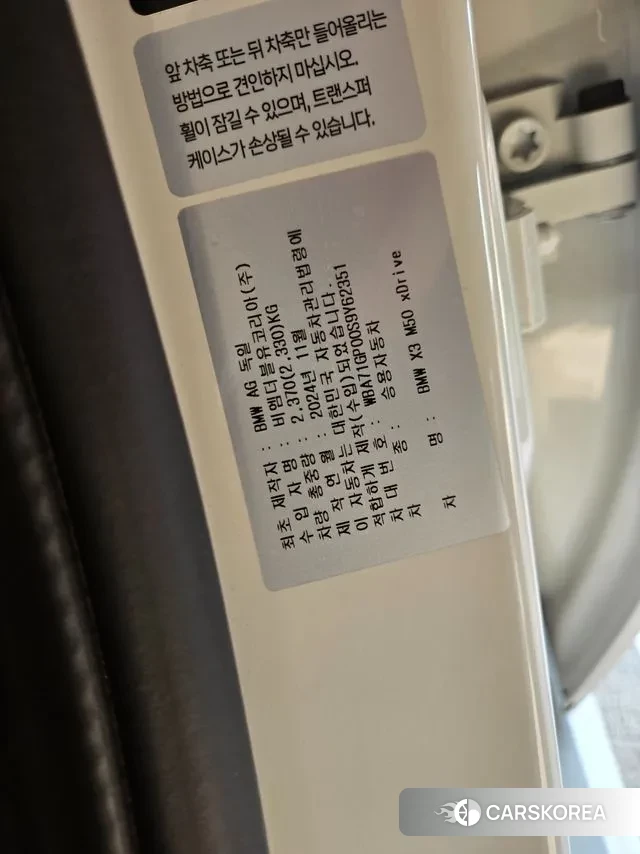 앞 차축 또는 뒤 차축만 들어올리는
방법으로 견인하지 마십시오.
휠이 잠길 수 있으며, 트랜스퍼
케이스가 손상될 수 있습니다.
최초 제작자 : BMW AG 독일
수 입 자 명 : 비엠더블유코리아(주)
차량 총중량 : 2,370(2,330)KG
제 작 연 월 : 2024년 11월
이 자동차는 대한민국 자동차관리법령에
적합하게 제작(수입)되었습니다.
차 대 번 호 : WBA71GP00S9Y62351
차 종 : 승용자동차
차 명 : BMW X3 M50 xDrive
CARSKOREA